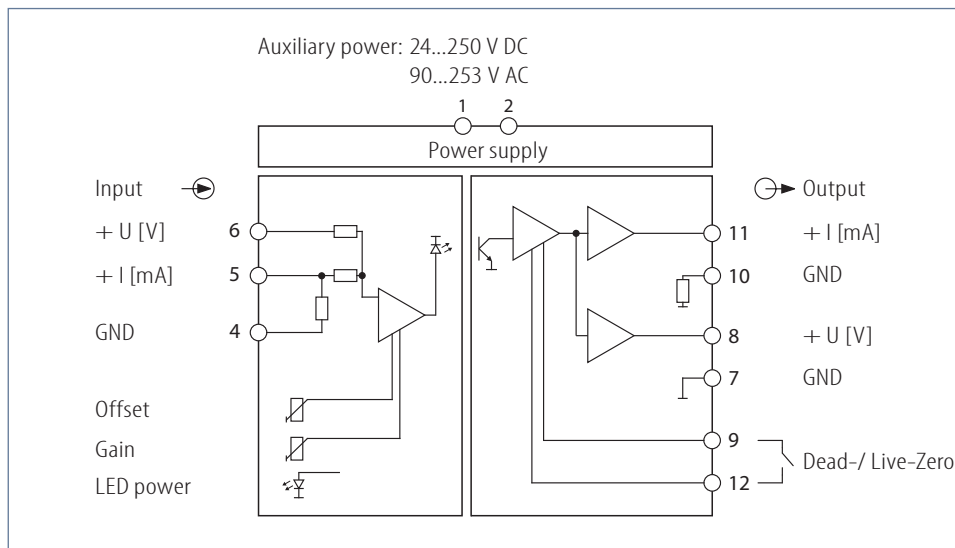 Auxiliary power: 24...250 V DC
90...253 V AC
1 2
Power supply
Input
Output
+ U [V] 6
11 + I [mA]
+ I [mA] 5
10 GND
GND 4
8 + U [V]
7 GND
Offset
9
Gain
Dead-/ Live-Zero
LED power
12